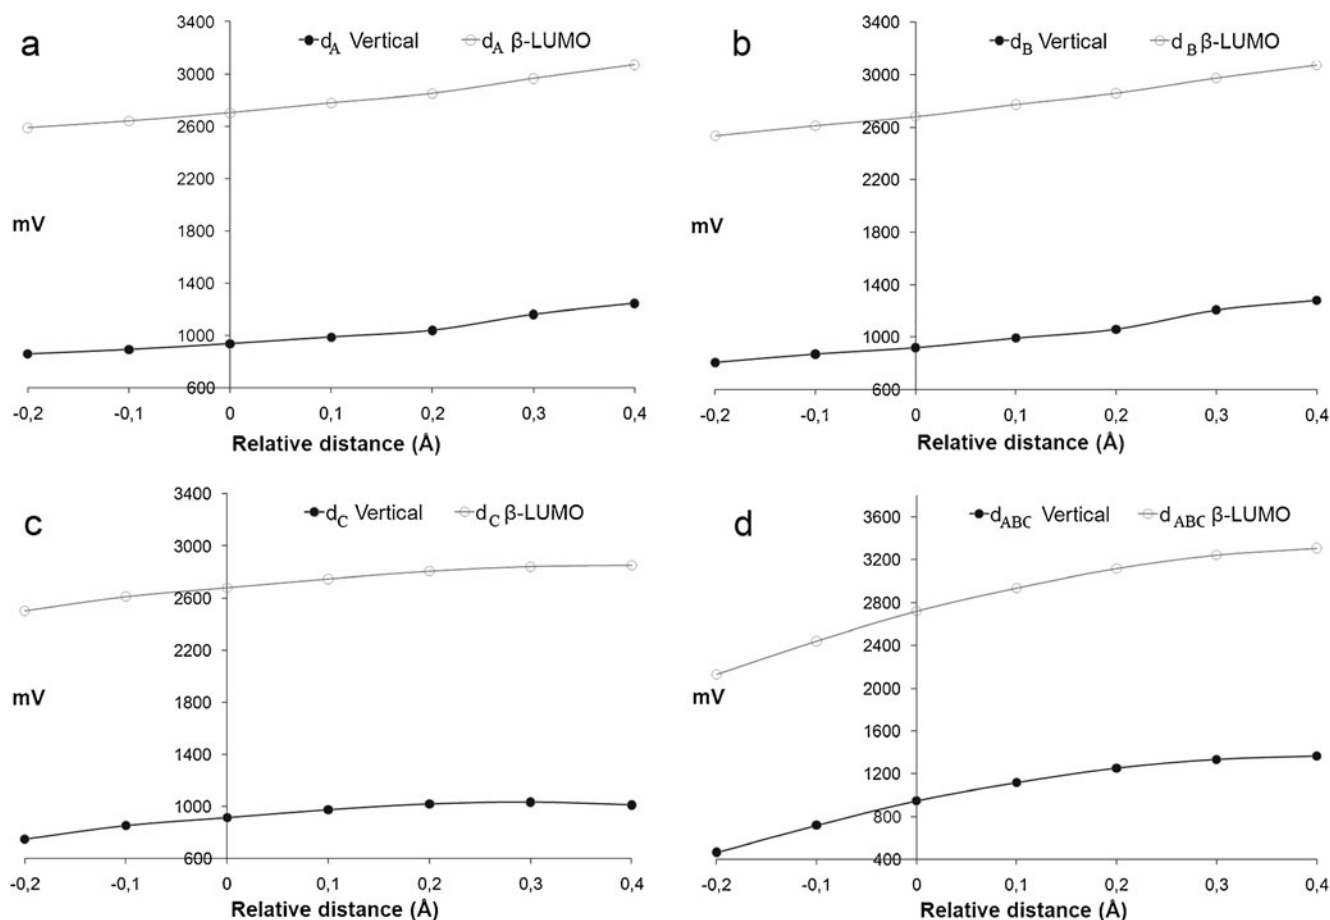 a
d_A Vertical
d_A β-LUMO
3400
3000
2600
2200
1800
1400
1000
600
mV
-0,2 -0,1 0 0,1 0,2 0,3 0,4
Relative distance (Å)
b
d_B Vertical
d_B β-LUMO
3400
3000
2600
2200
1800
1400
1000
600
mV
-0,2 -0,1 0 0,1 0,2 0,3 0,4
Relative distance (Å)
c
d_C Vertical
d_C β-LUMO
3400
3000
2600
2200
1800
1400
1000
600
mV
-0,2 -0,1 0 0,1 0,2 0,3 0,4
Relative distance (Å)
d
d_ABC Vertical
d_ABC β-LUMO
3600
3200
2800
2400
2000
1600
1200
800
400
mV
-0,2 -0,1 0 0,1 0,2 0,3 0,4
Relative distance (Å)